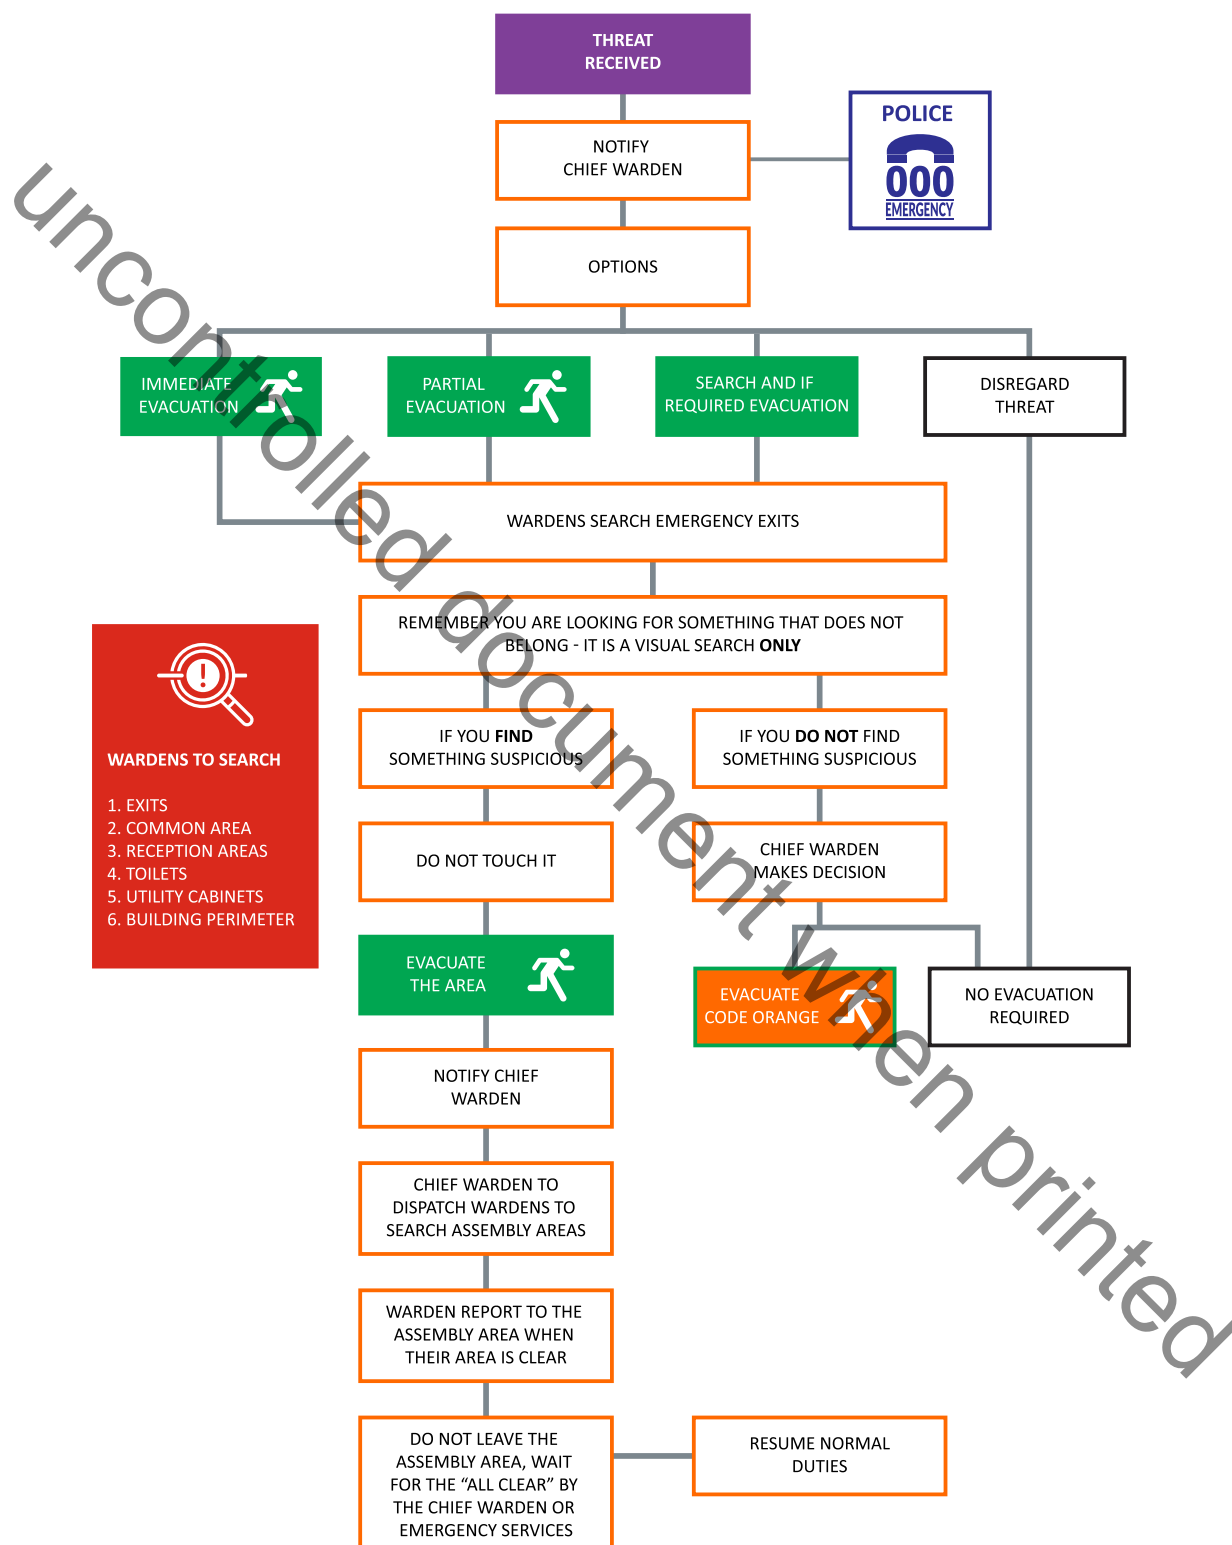 THREAT
RECEIVED
NOTIFY
CHIEF WARDEN
POLICE
000
EMERGENCY
OPTIONS
IMMEDIATE
EVACUATION
PARTIAL
EVACUATION
SEARCH AND IF
REQUIRED EVACUATION
DISREGARD
THREAT
WARDENS SEARCH EMERGENCY EXITS
REMEMBER YOU ARE LOOKING FOR SOMETHING THAT DOES NOT
BELONG - IT IS A VISUAL SEARCH ONLY
WARDENS TO SEARCH
1. EXITS
2. COMMON AREA
3. RECEPTION AREAS
4. TOILETS
5. UTILITY CABINETS
6. BUILDING PERIMETER
IF YOU FIND
SOMETHING SUSPICIOUS
IF YOU DO NOT FIND
SOMETHING SUSPICIOUS
DO NOT TOUCH IT
CHIEF WARDEN
MAKES DECISION
EVACUATE
THE AREA
EVACUATE
CODE ORANGE
NO EVACUATION
REQUIRED
NOTIFY CHIEF
WARDEN
CHIEF WARDEN TO
DISPATCH WARDENS TO
SEARCH ASSEMBLY AREAS
WARDEN REPORT TO THE
ASSEMBLY AREA WHEN
THEIR AREA IS CLEAR
DO NOT LEAVE THE
ASSEMBLY AREA, WAIT
FOR THE “ALL CLEAR” BY
THE CHIEF WARDEN OR
EMERGENCY SERVICES
RESUME NORMAL
DUTIES
uncontrolled document when printed